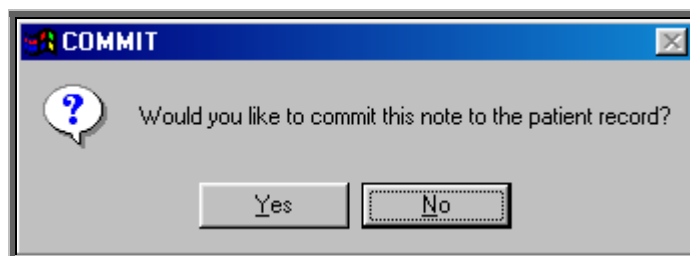 COMMIT
?
Would you like to commit this note to the patient record?
Yes No